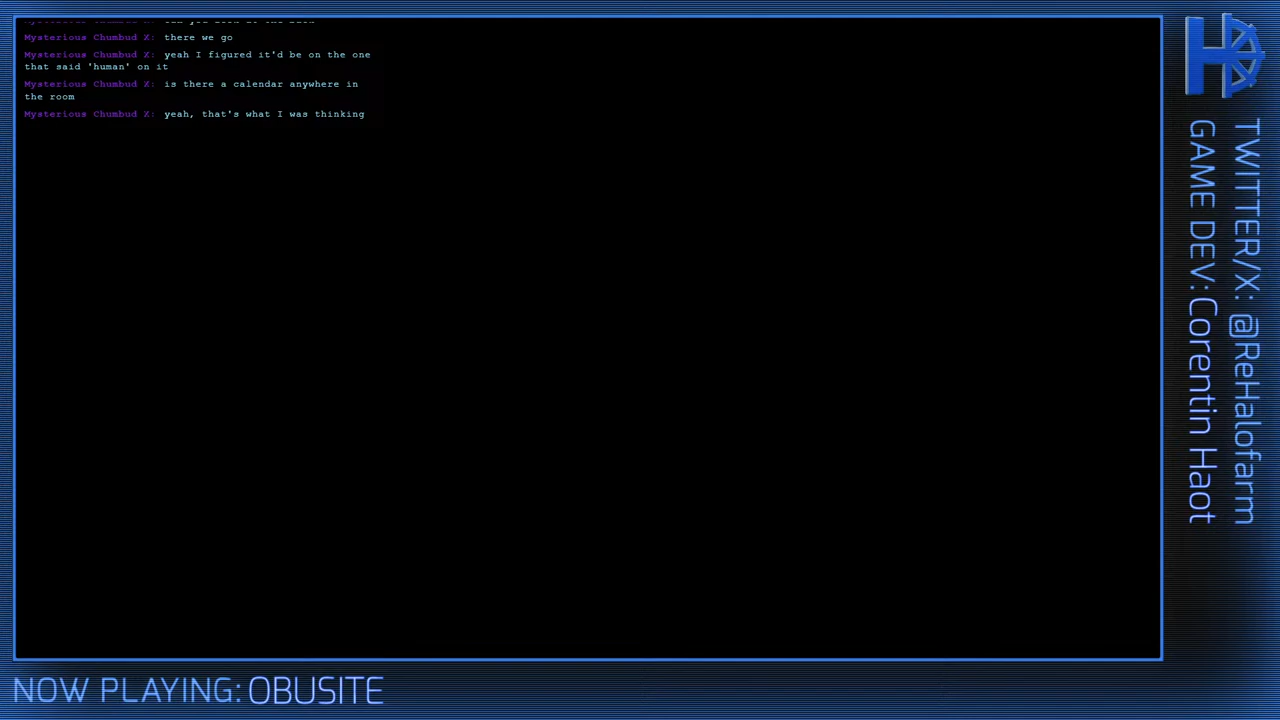 Mysterious Chumbud X: there we go
Mysterious Chumbud X: yeah I figured it'd be on the one
that said 'human' on it
Mysterious Chumbud X: is there a calendar anywhere in
the room
Mysterious Chumbud X: yeah, that's what I was thinking
TWITTER/X: @ReHalofarm
GAME DEV: Corentin Haot
NOW PLAYING: OBUSITE